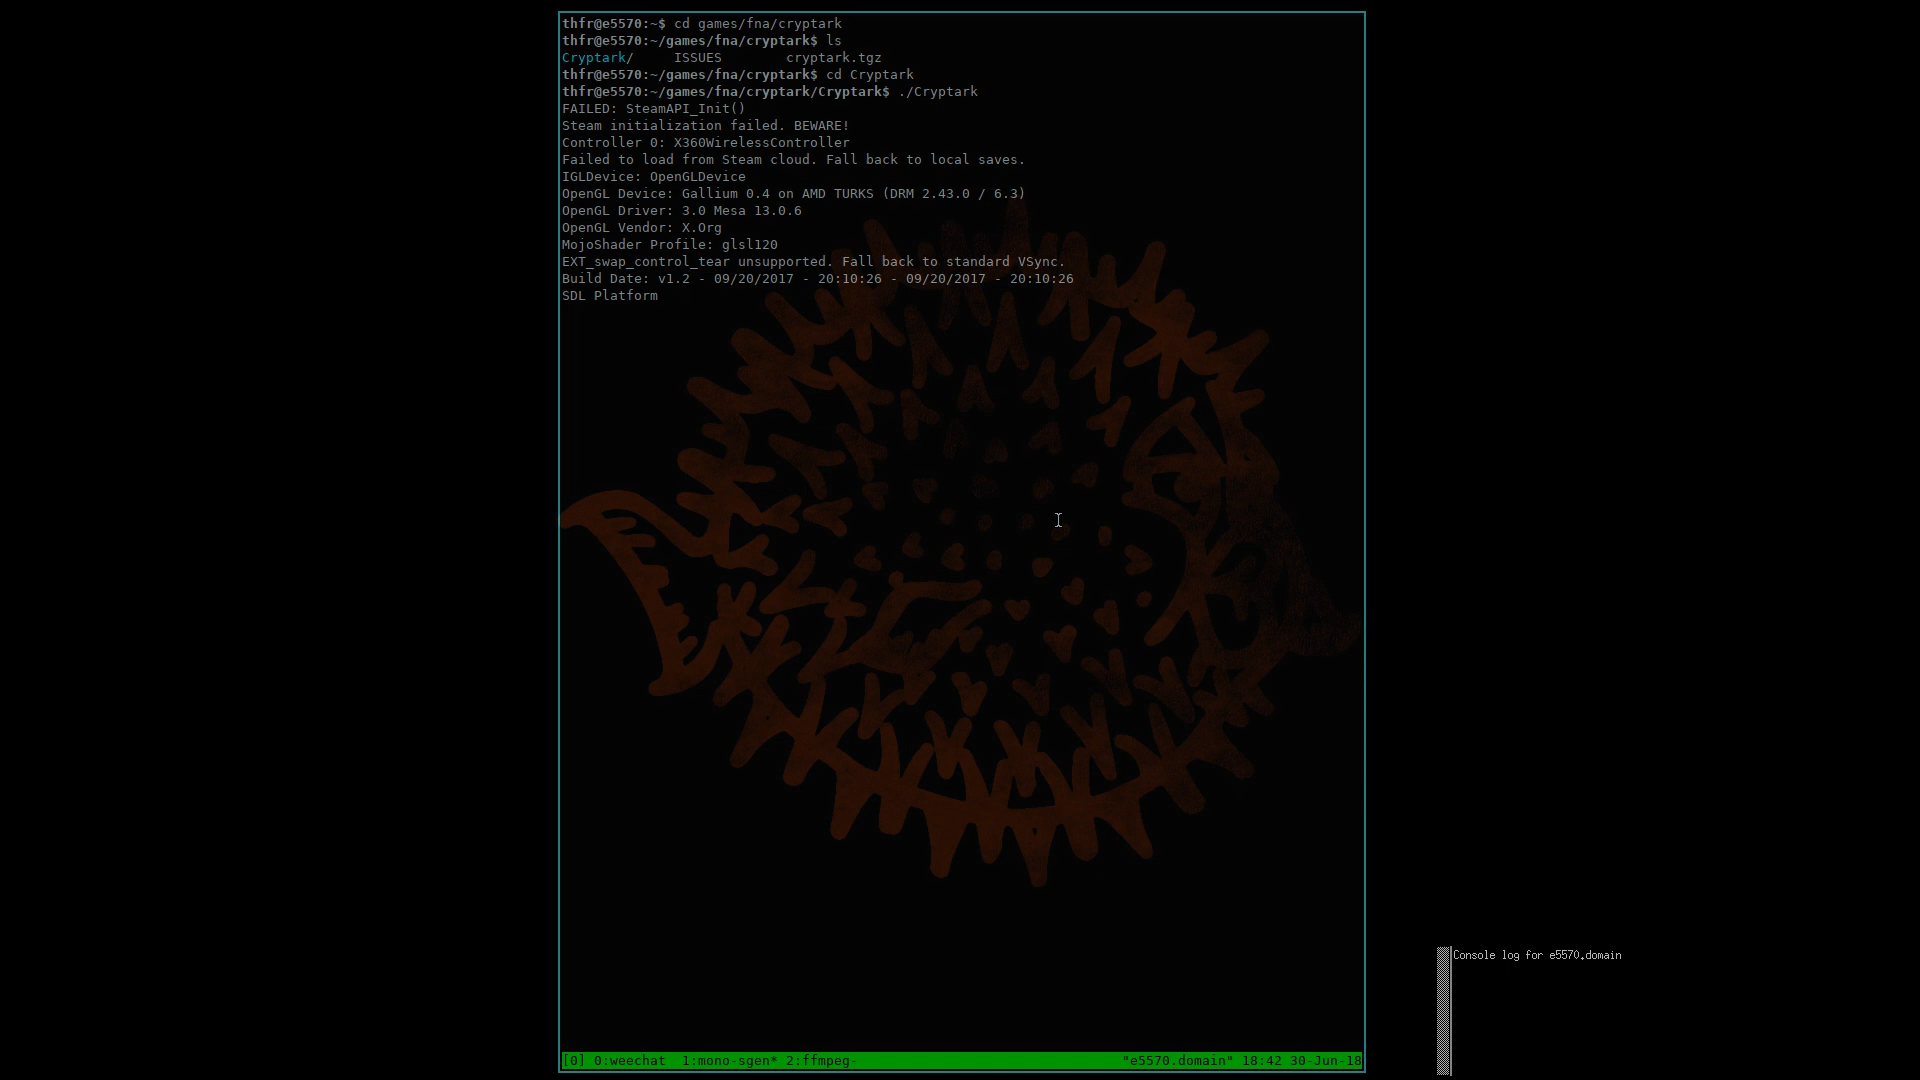 thfr@e5570:~$ cd games/fna/cryptark
thfr@e5570:~/games/fna/cryptark$ ls
Cryptark/     ISSUES        cryptark.tgz
thfr@e5570:~/games/fna/cryptark$ cd Cryptark
thfr@e5570:~/games/fna/cryptark/Cryptark$ ./Cryptark
FAILED: SteamAPI_Init()
Steam initialization failed. BEWARE!
Controller 0: X360WirelessController
Failed to load from Steam cloud. Fall back to local saves.
IGLDevice: OpenGLDevice
OpenGL Device: Gallium 0.4 on AMD TURKS (DRM 2.43.0 / 6.3)
OpenGL Driver: 3.0 Mesa 13.0.6
OpenGL Vendor: X.Org
MojoShader Profile: glsl120
EXT_swap_control_tear unsupported. Fall back to standard VSync.
Build Date: v1.2 - 09/20/2017 - 20:10:26 - 09/20/2017 - 20:10:26
SDL Platform
Console log for e5570.domain
[0] 0:weechat  1:mono-sgen* 2:ffmpeg-    "e5570.domain" 18:42 30-Jun-18